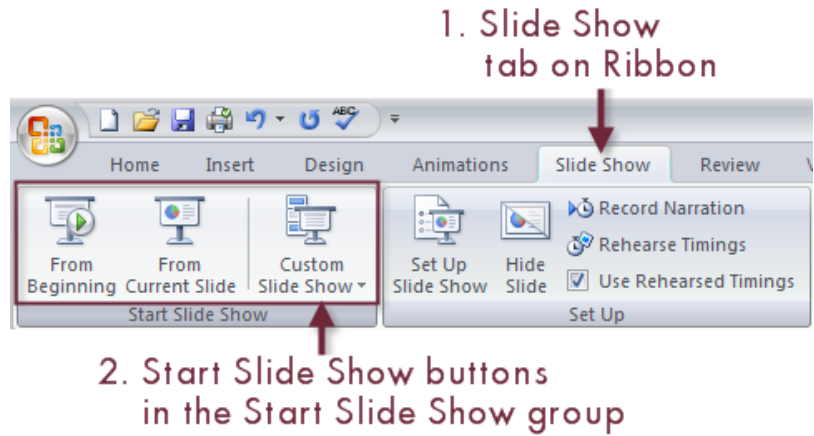 1. Slide Show
tab on Ribbon
ABC
Home Insert Design Animations Slide Show Review
From Beginning
From Current Slide
Custom Slide Show
Set Up Slide Show
Hide Slide
Record Narration
Rehearse Timings
Use Rehearsed Timings
Start Slide Show
Set Up
2. Start Slide Show buttons
in the Start Slide Show group